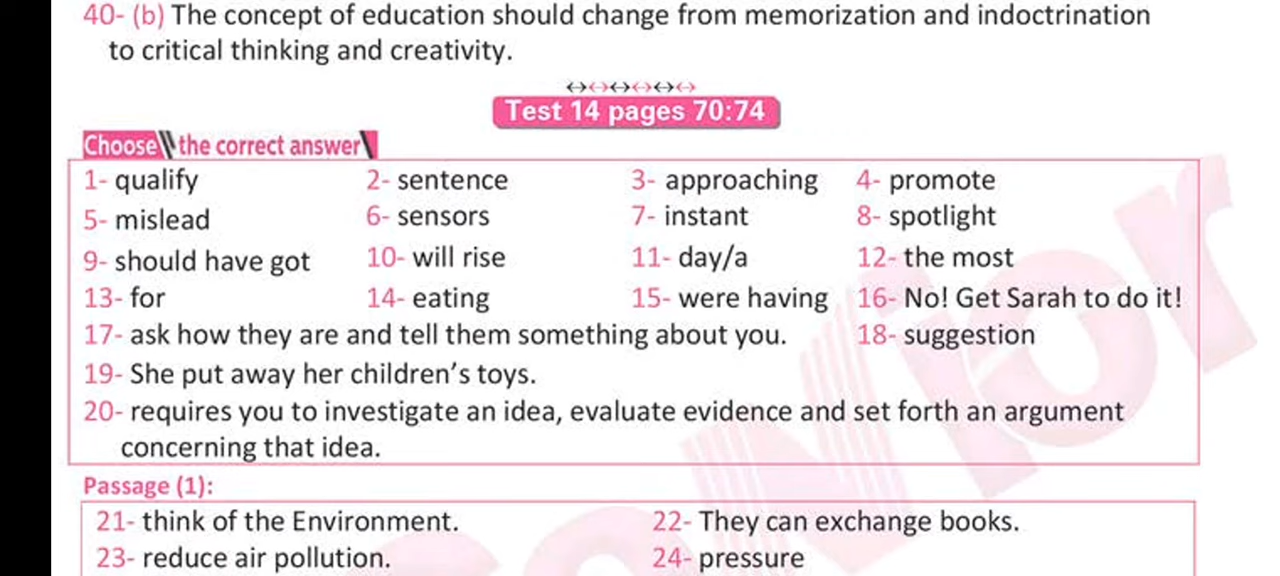 40- (b) The concept of education should change from memorization and indoctrination
to critical thinking and creativity.
Test 14 pages 70:74
Choose the correct answer
1- qualify 2- sentence 3- approaching 4- promote
5- mislead 6- sensors 7- instant 8- spotlight
9- should have got 10- will rise 11- day/a 12- the most
13- for 14- eating 15- were having 16- No! Get Sarah to do it!
17- ask how they are and tell them something about you. 18- suggestion
19- She put away her children's toys.
20- requires you to investigate an idea, evaluate evidence and set forth an argument
concerning that idea.
Passage (1):
21- think of the Environment. 22- They can exchange books.
23- reduce air pollution. 24- pressure